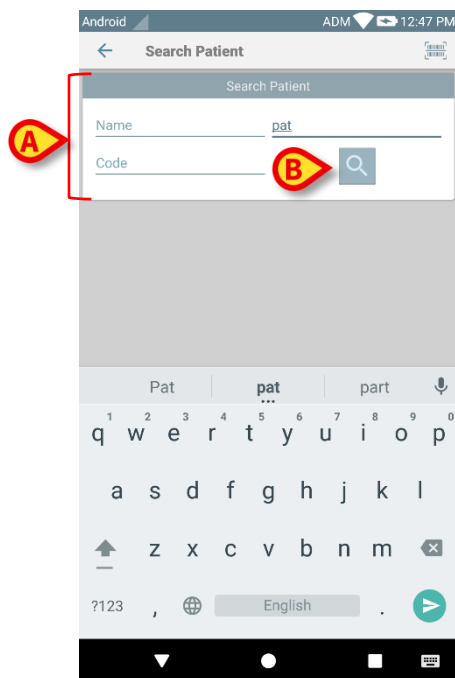 Android ADM 12:47 PM
Search Patient
Search Patient
A
Name pat
Code B
Pat pat part
1 2 3 4 5 6 7 8 9 0
q w e r t y u i o p
a s d f g h j k l
z x c v b n m
?123 , English .